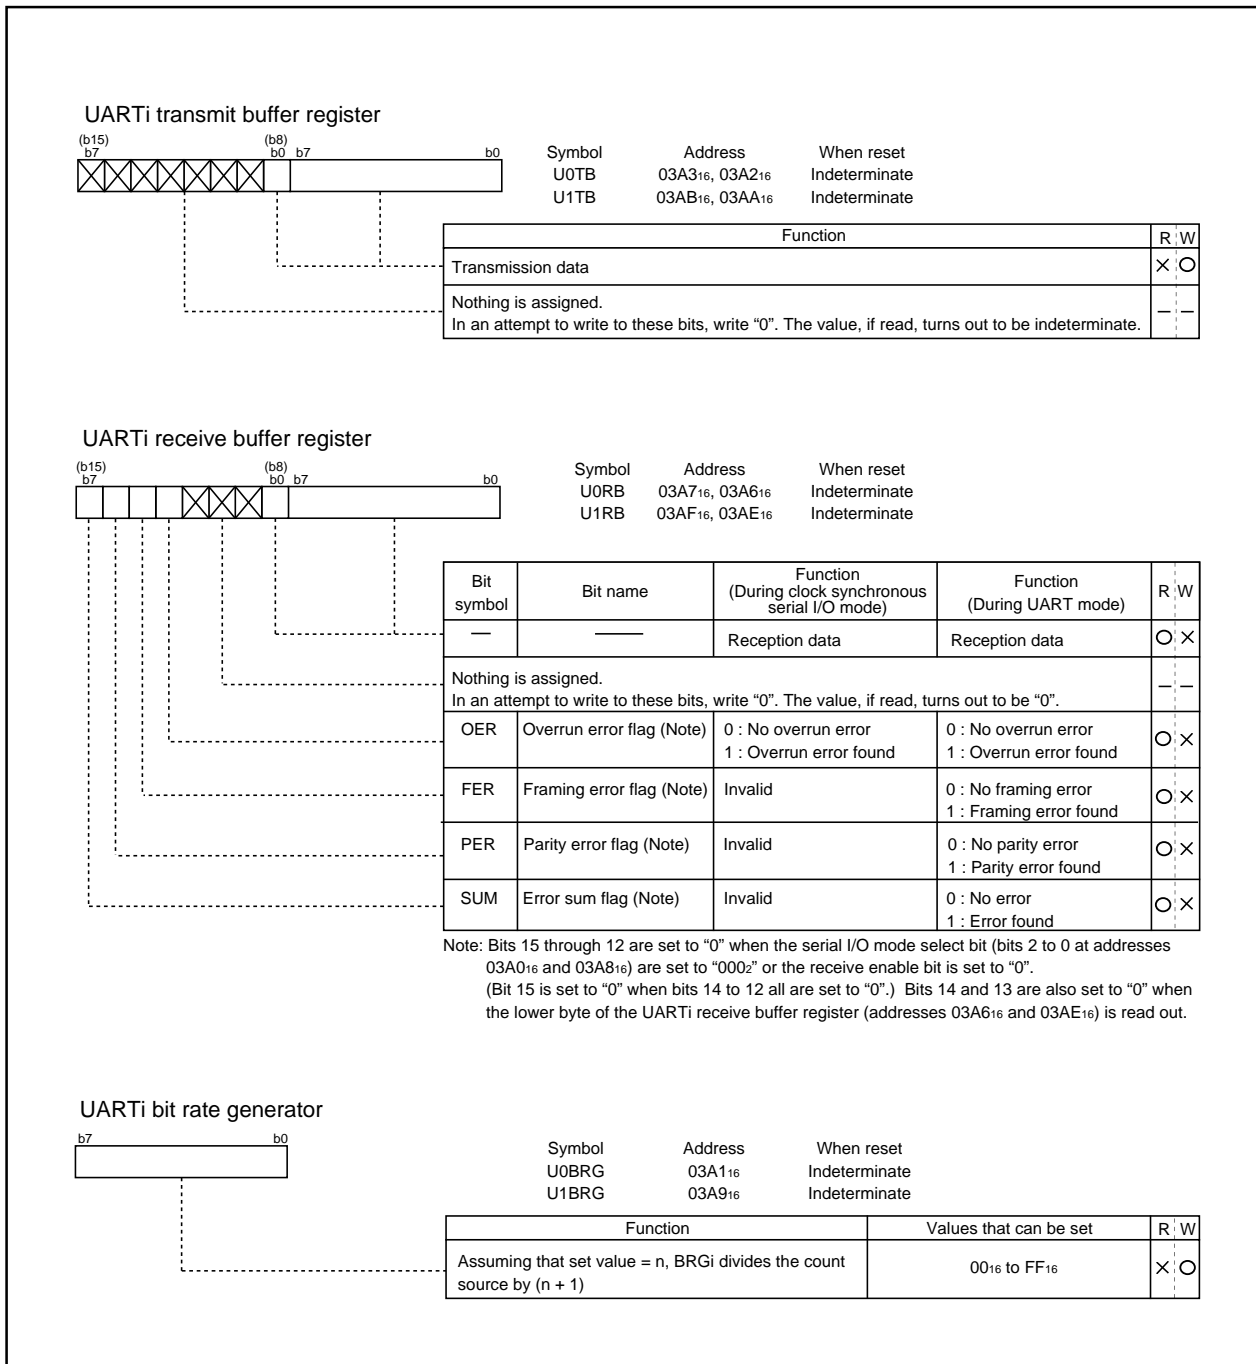 UARTi transmit buffer register
(b15) (b8)
b7 b0 b7 b0
Symbol Address When reset
U0TB 03A316, 03A216 Indeterminate
U1TB 03AB16, 03AA16 Indeterminate
Function R W
Transmission data
Nothing is assigned.
In an attempt to write to these bits, write “0”. The value, if read, turns out to be indeterminate.
UARTi receive buffer register
(b15) (b8)
b7 b0 b7 b0
Symbol Address When reset
U0RB 03A716, 03A616 Indeterminate
U1RB 03AF16, 03AE16 Indeterminate
Bit symbol Bit name Function (During clock synchronous serial I/O mode) Function (During UART mode) R W
Reception data Reception data
Nothing is assigned.
In an attempt to write to these bits, write “0”. The value, if read, turns out to be “0”.
OER Overrun error flag (Note) 0 : No overrun error 0 : No overrun error
1 : Overrun error found 1 : Overrun error found
FER Framing error flag (Note) Invalid 0 : No framing error
1 : Framing error found
PER Parity error flag (Note) Invalid 0 : No parity error
1 : Parity error found
SUM Error sum flag (Note) Invalid 0 : No error
1 : Error found
Note: Bits 15 through 12 are set to “0” when the serial I/O mode select bit (bits 2 to 0 at addresses
03A016 and 03A816) are set to “0002” or the receive enable bit is set to “0”.
(Bit 15 is set to “0” when bits 14 to 12 all are set to “0”.) Bits 14 and 13 are also set to “0” when
the lower byte of the UARTi receive buffer register (addresses 03A616 and 03AE16) is read out.
UARTi bit rate generator
b7 b0
Symbol Address When reset
U0BRG 03A116 Indeterminate
U1BRG 03A916 Indeterminate
Function Values that can be set R W
Assuming that set value = n, BRGi divides the count
source by (n + 1)
0016 to FF16